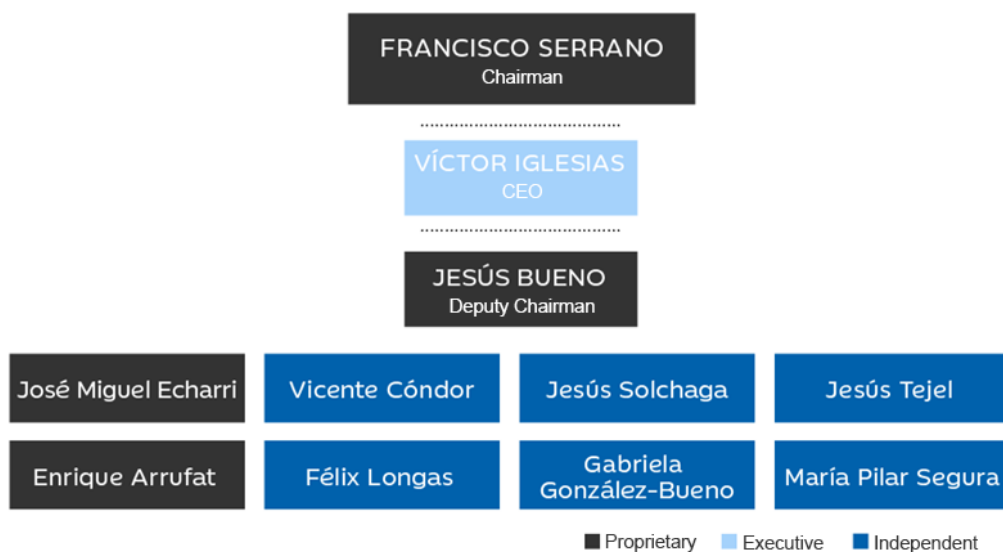 FRANCISCO SERRANO
Chairman
VÍCTOR IGLESIAS
CEO
JESÚS BUENO
Deputy Chairman
José Miguel Echarri
Vicente Cóndor
Jesús Solchaga
Jesús Tejel
Enrique Arrufat
Félix Longas
Gabriela
González-Bueno
María Pilar Segura
Proprietary
Executive
Independent